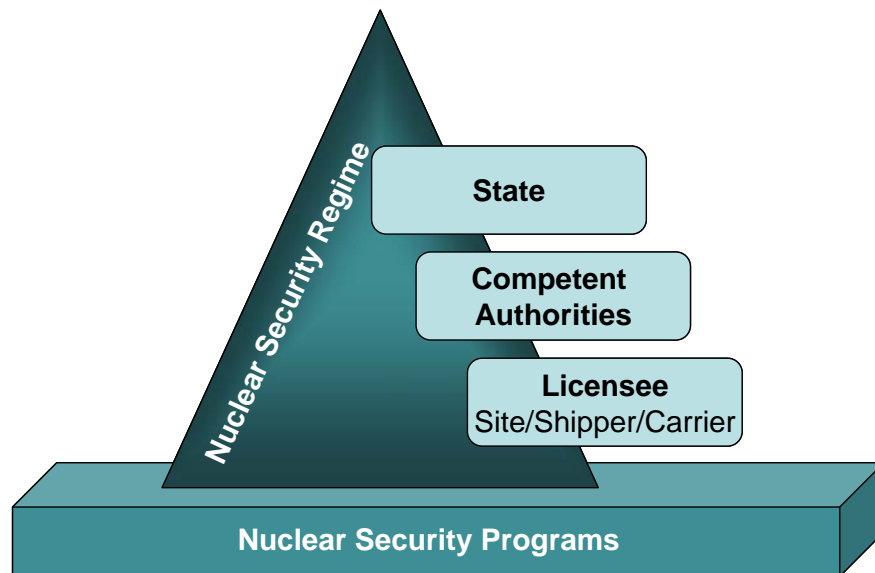 Nuclear Security Regime
State
Competent
Authorities
Licensee
Site/Shipper/Carrier
Nuclear Security Programs